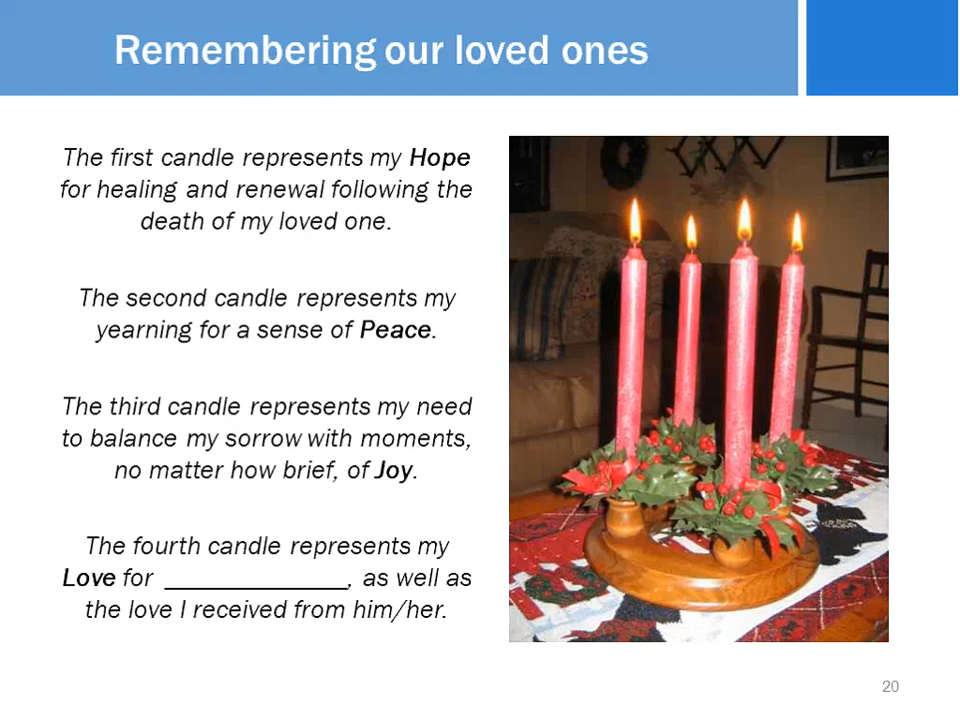 Remembering our loved ones
The first candle represents my Hope
for healing and renewal following the
death of my loved one.
The second candle represents my
yearning for a sense of Peace.
The third candle represents my need
to balance my sorrow with moments,
no matter how brief, of Joy.
The fourth candle represents my
Love for ______________, as well as
the love I received from him/her.
20